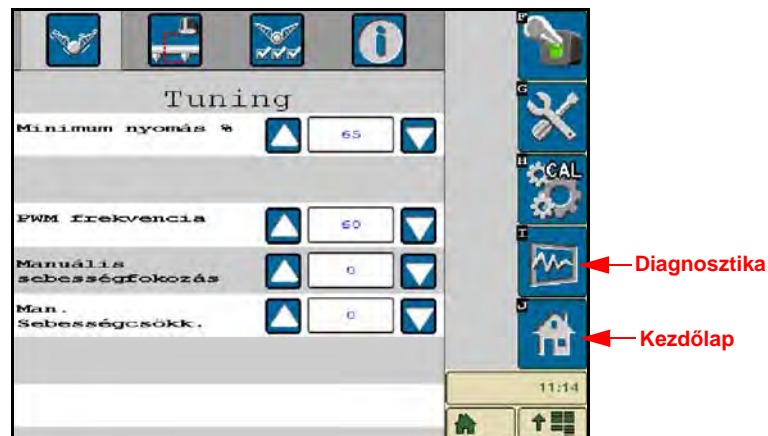 Tuning
Minimum nyomás % 65
PWM frekvencia 60
Manuális
sebességfokozás 0
Man.
Sebességcsökk. 0
F
G
H
CAL
I
J
11:14
Diagnosztika
Kezdőlap